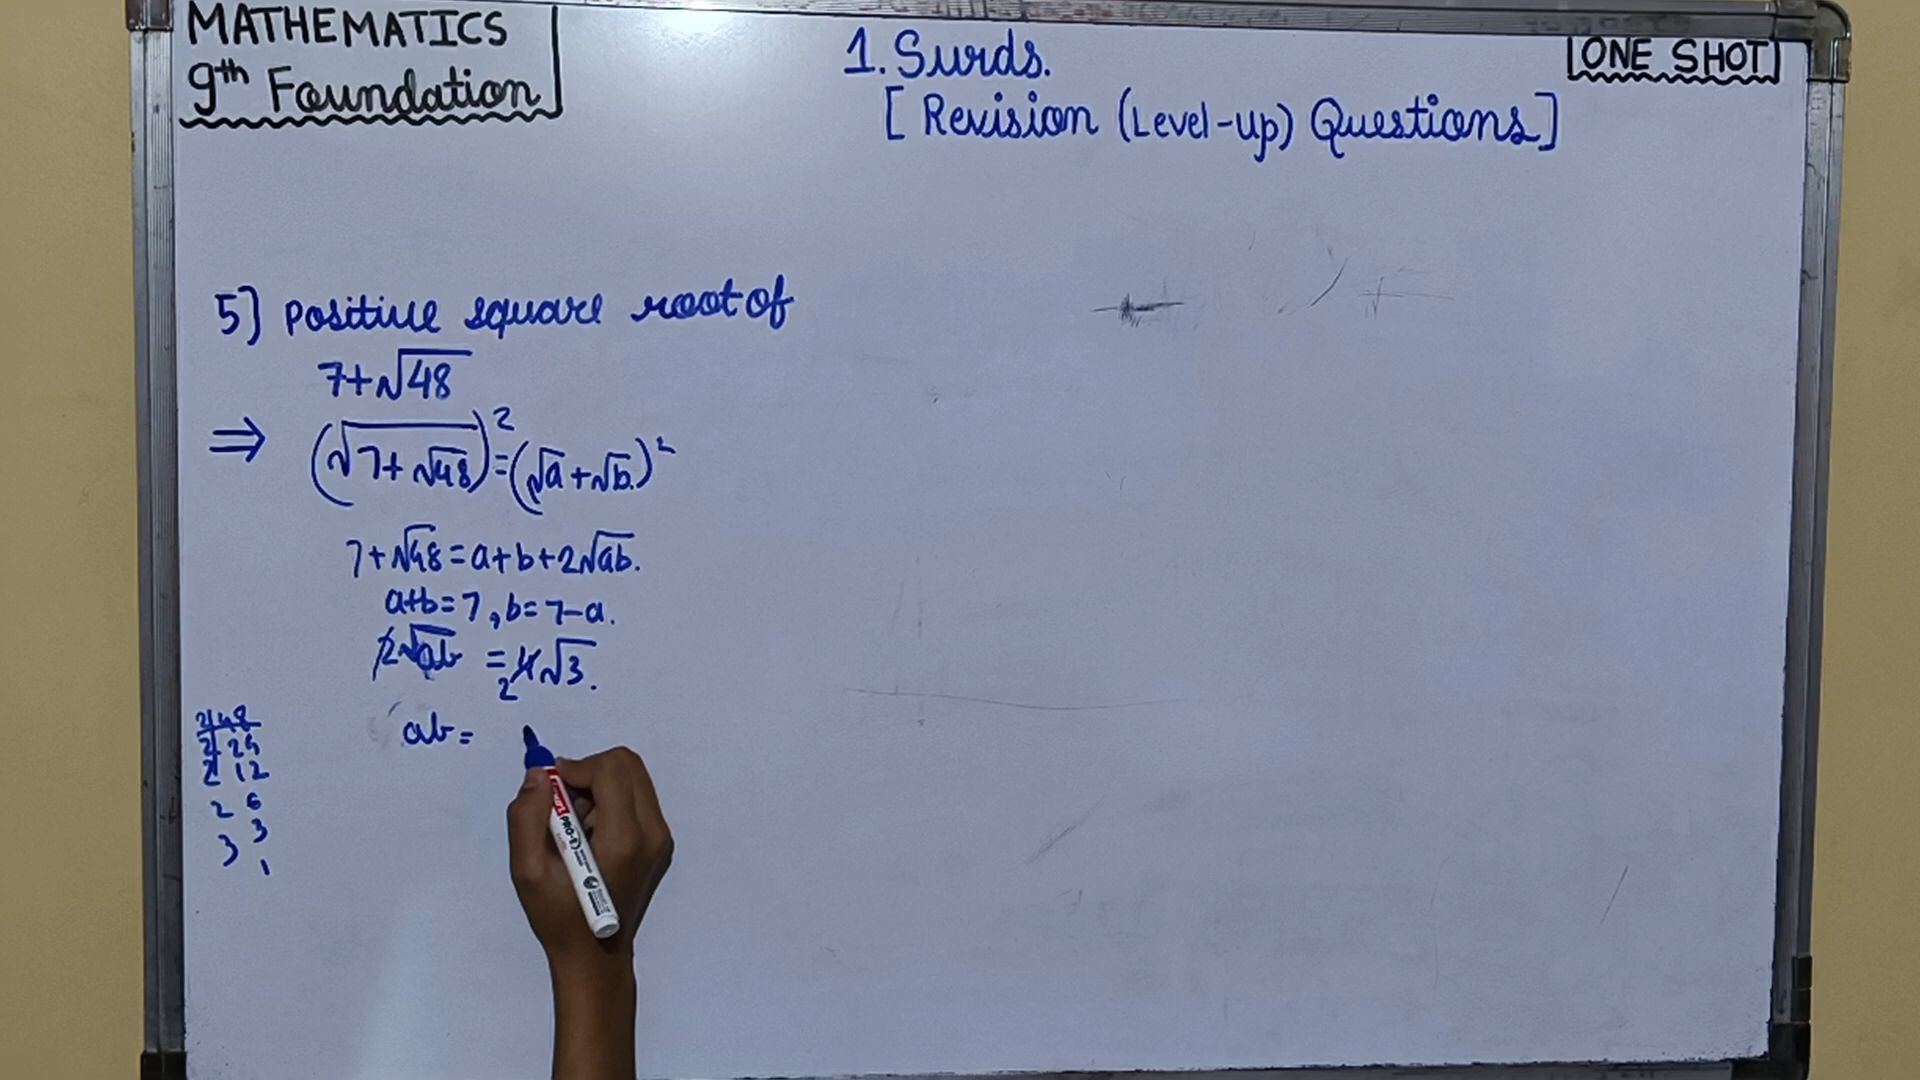 MATHEMATICS
9th Foundation
1. Surds.
[Revision (Level-up) Questions]
ONE SHOT
5] Positive square root of
7+√48
⇒ (√(7+√48))² = (√a+√b.)²
7+√48 = a+b+2√ab.
a+b=7, b=7-a.
2√ab = 4√3.
2
ab =
2 48
2 24
2 12
2 6
3 3
1
PRO-